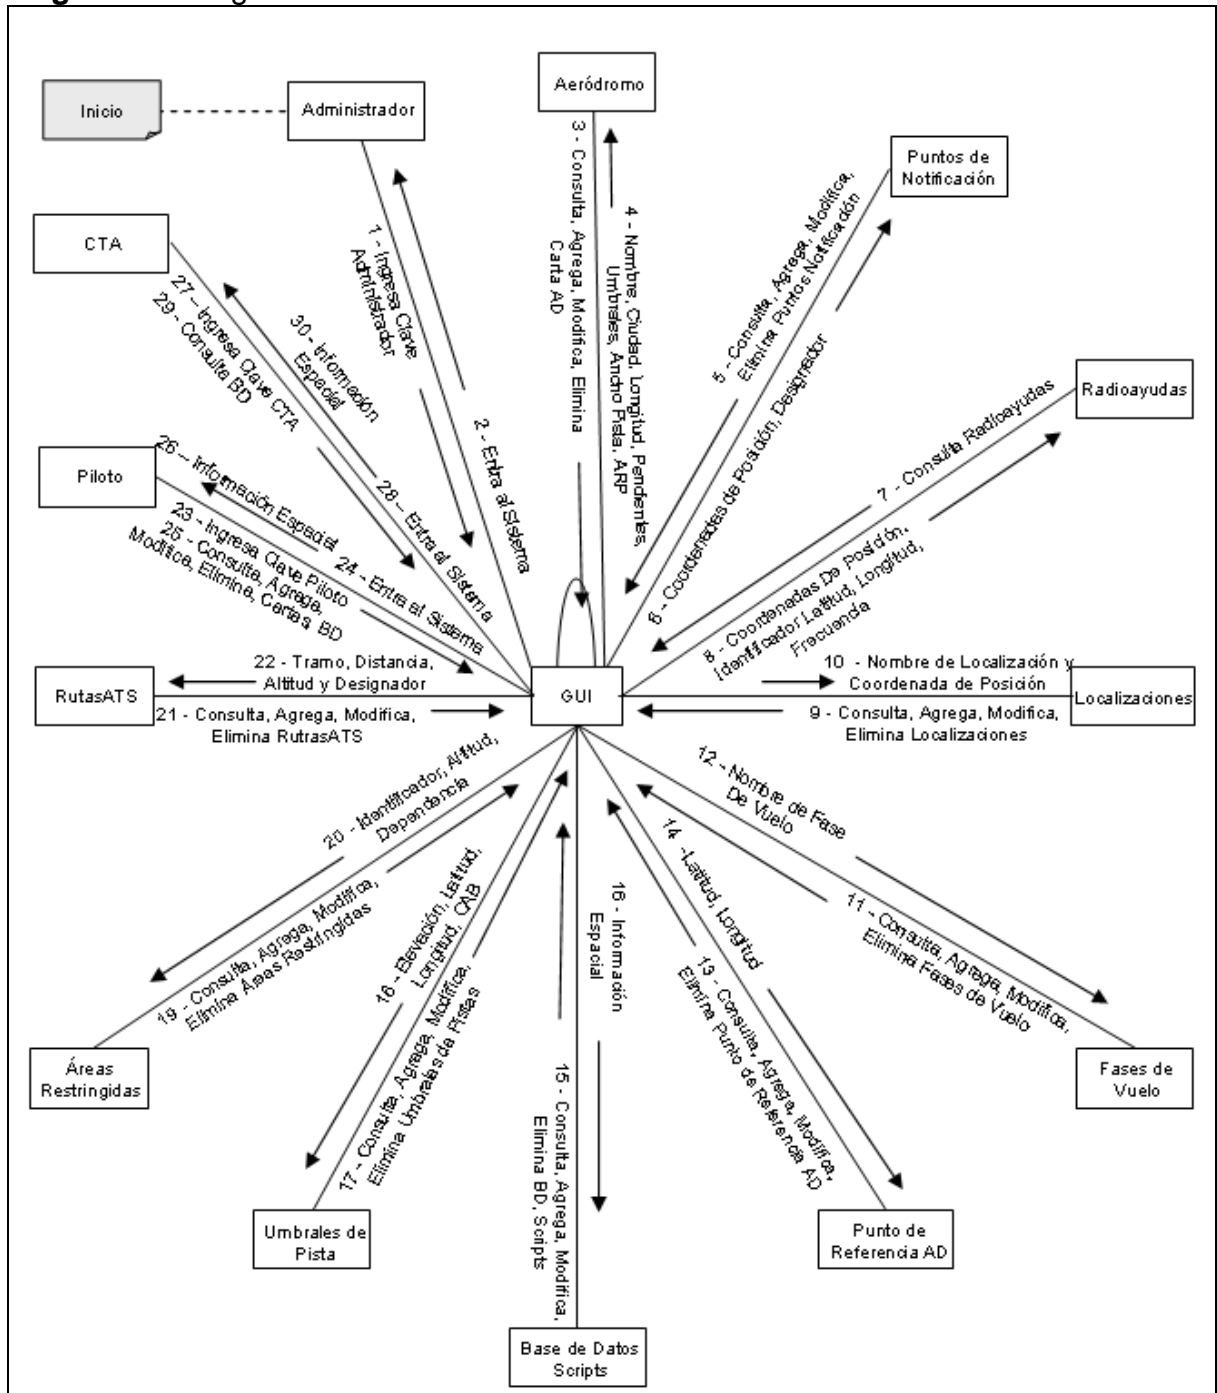 Inicio
Administrador
Aeródromo
Puntos de
Notificación
CTA
Piloto
Radioayudas
RutasATS
GUI
Localizaciones
Áreas
Restringidas
Umbrales de
Pista
Base de Datos
Scripts
Punto de
Referencia AD
Fases de
Vuelo
1 - Ingresa Clave
Administrador
2 - Entra al Sistema
3 - Consulta, Agrega, Modifica, Elimina
Carta AD
4 - Nombre, Ciudad, Longitud, Pendientes,
Umbrales, Ancho Pista, ARP
5 - Consulta, Agrega, Modifica,
Elimina Puntos Notificación
6 - Coordenadas de Posición, Designador
7 - Consulta Radioayudas
8 - Coordenadas De Posición,
Identificador Latitud, Longitud,
Frecuencia
10 - Nombre de Localización y
Coordenada de Posición
9 - Consulta, Agrega, Modifica,
Elimina Localizaciones
12 - Nombre de Fase
De Vuelo
11 - Consulta, Agrega, Modifica,
Elimina Fases de Vuelo
14 -Latitud, Longitud
13 - Consulta, Agrega, Modifica,
Elimina Punto de Referencia AD
16 - Información
Espacial
15 - Consulta, Agrega, Modifica,
Elimina BD, Scripts
18 - Elevación, Latitud,
Longitud, CAB
17 - Consulta, Agrega, Modifica,
Elimina Umbrales de Pistas
20 - Identificador, Altitud,
Dependencia
19 - Consulta, Agrega, Modifica,
Elimina Áreas Restringidas
22 - Tramo, Distancia,
Altitud y Designador
21 - Consulta, Agrega, Modifica,
Elimina RutrasATS
23 - Ingresa Clave Piloto
25 - Consulta, Agrega,
Modifica, Elimina, Cartas, BD
24 - Entra al Sistema
26 - Información Espacial
27 - Ingresa Clave CTA
29 - Consulta BD
28 - Entra al Sistema
30 - Información
Espacial